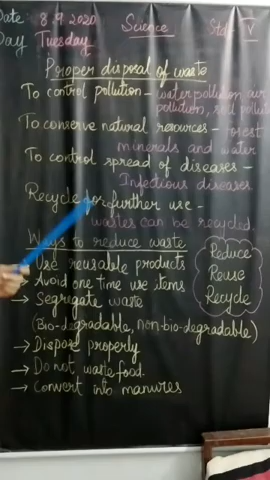 Date 8.9.2020 Science Std - V
Day Tuesday
Proper disposal of waste
To control pollution - water pollution, air
pollution, soil pollut
To conserve natural resources - forest
minerals and water
To control spread of diseases -
Infectious diseases.
Recycle for further use -
wastes can be recycled.
Ways to reduce waste
Use reusable products
→ Avoid one time use items
→ Segregate waste
(Bio-degradable, non-bio-degradable)
→ Dispose properly
→ Do not waste food.
→ Convert into manures
Reduce
Reuse
Recycle